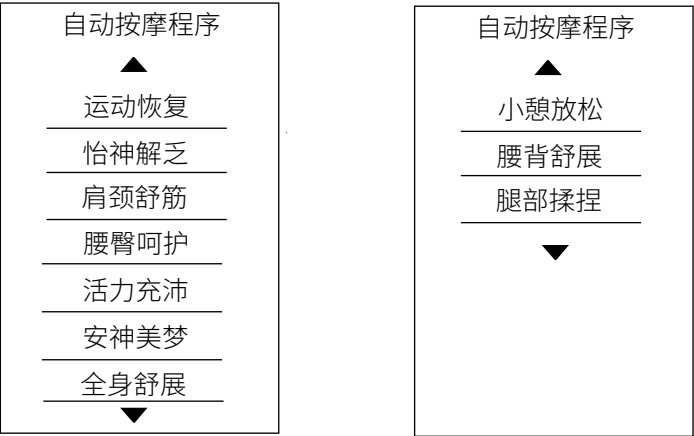 自动按摩程序
运动恢复
怡神解乏
肩颈舒筋
腰臀呵护
活力充沛
安神美梦
全身舒展
自动按摩程序
小憩放松
腰背舒展
腿部揉捏